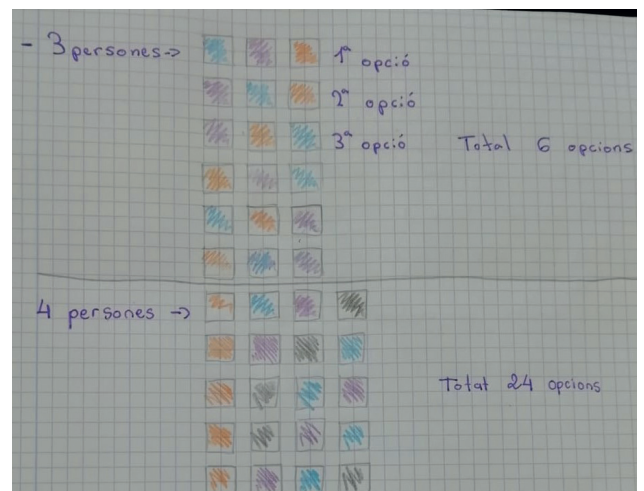 - 3 persones -> 1ª opció
2ª opció
3ª opció Total 6 opcions
4 persones ->
Total 24 opcions